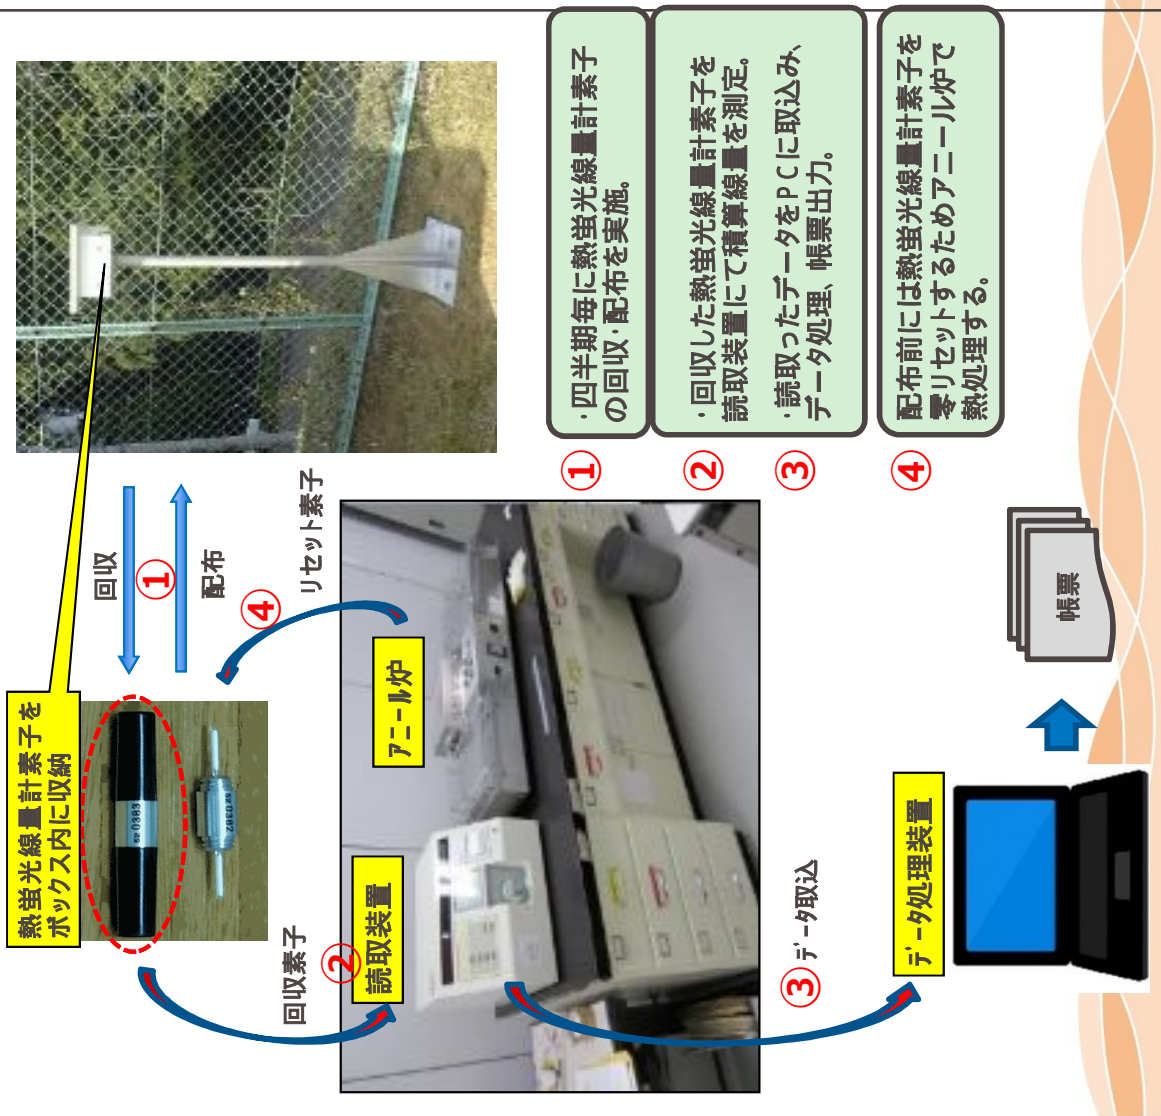 熱蛍光線量計素子を
ボックス内に収納
回収
①
配布
④
リセット素子
回収素子
②
読取装置
アニール炉
③
データ取込
データ処理装置
帳票
①
・四半期毎に熱蛍光線量計素子
の回収・配布を実施。
②
・回収した熱蛍光線量計素子を
読取装置にて積算線量を測定。
③
・読取ったデータをPCに取込み、
データ処理、帳票出力。
④
配布前には熱蛍光線量計素子を
零リセットするためアニール炉で
熱処理する。